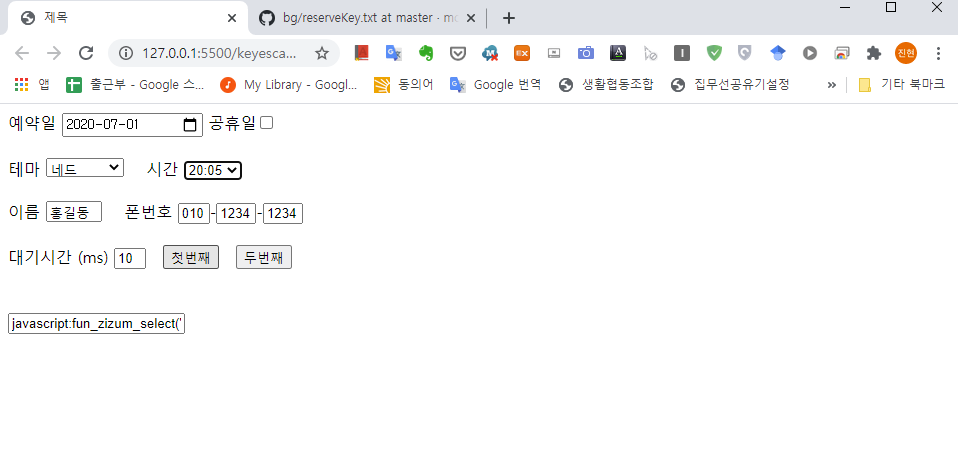 제목
bg/reserveKey.txt at master · mo
127.0.0.1:5500/keyesca...
진현
앱 출근부 - Google 스... My Library - Googl... 동의어 Google 번역 생활협동조합 집무선공유기설정 » 기타 북마크
예약일 2020-07-01 공휴일
테마 네드 시간 20:05
이름 홍길동 폰번호 010-1234-1234
대기시간 (ms) 10 첫번째 두번째
javascript:fun_zizum_select('